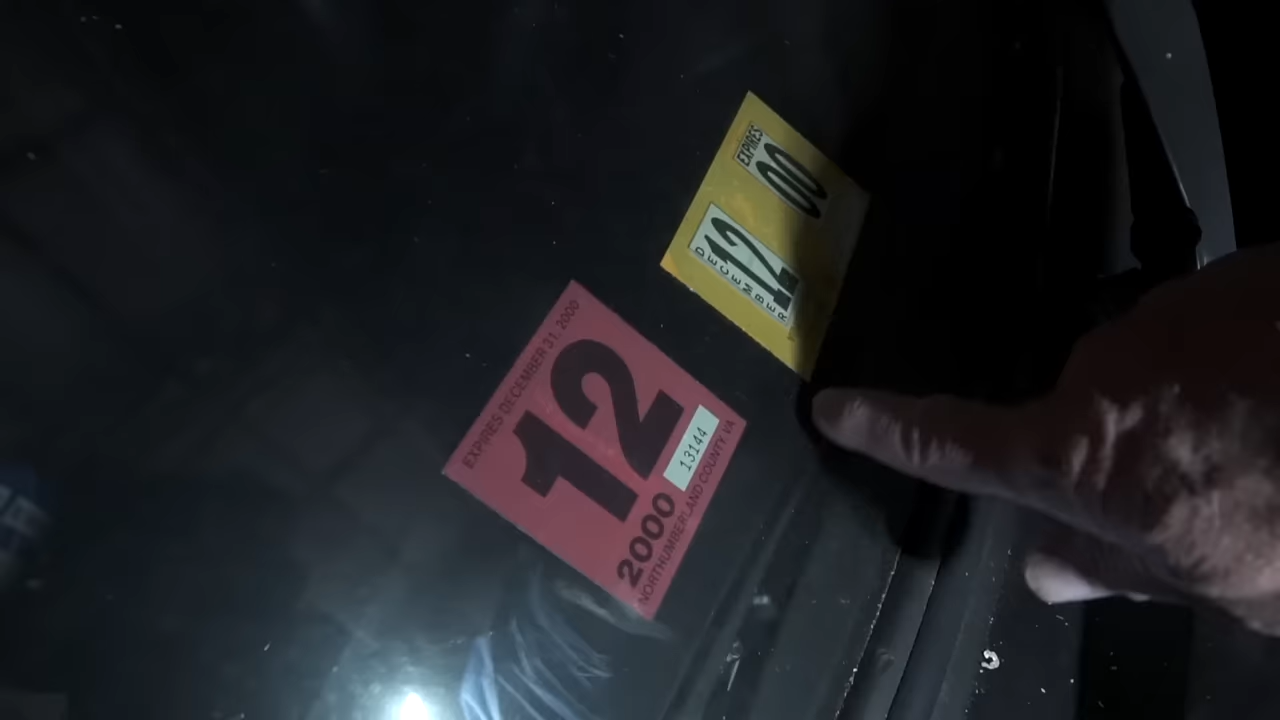 EXPIRES
00
DECEMBER
12
EXPIRES DECEMBER 31, 2000
12
13144
2000
NORTHUMBERLAND COUNTY, VA